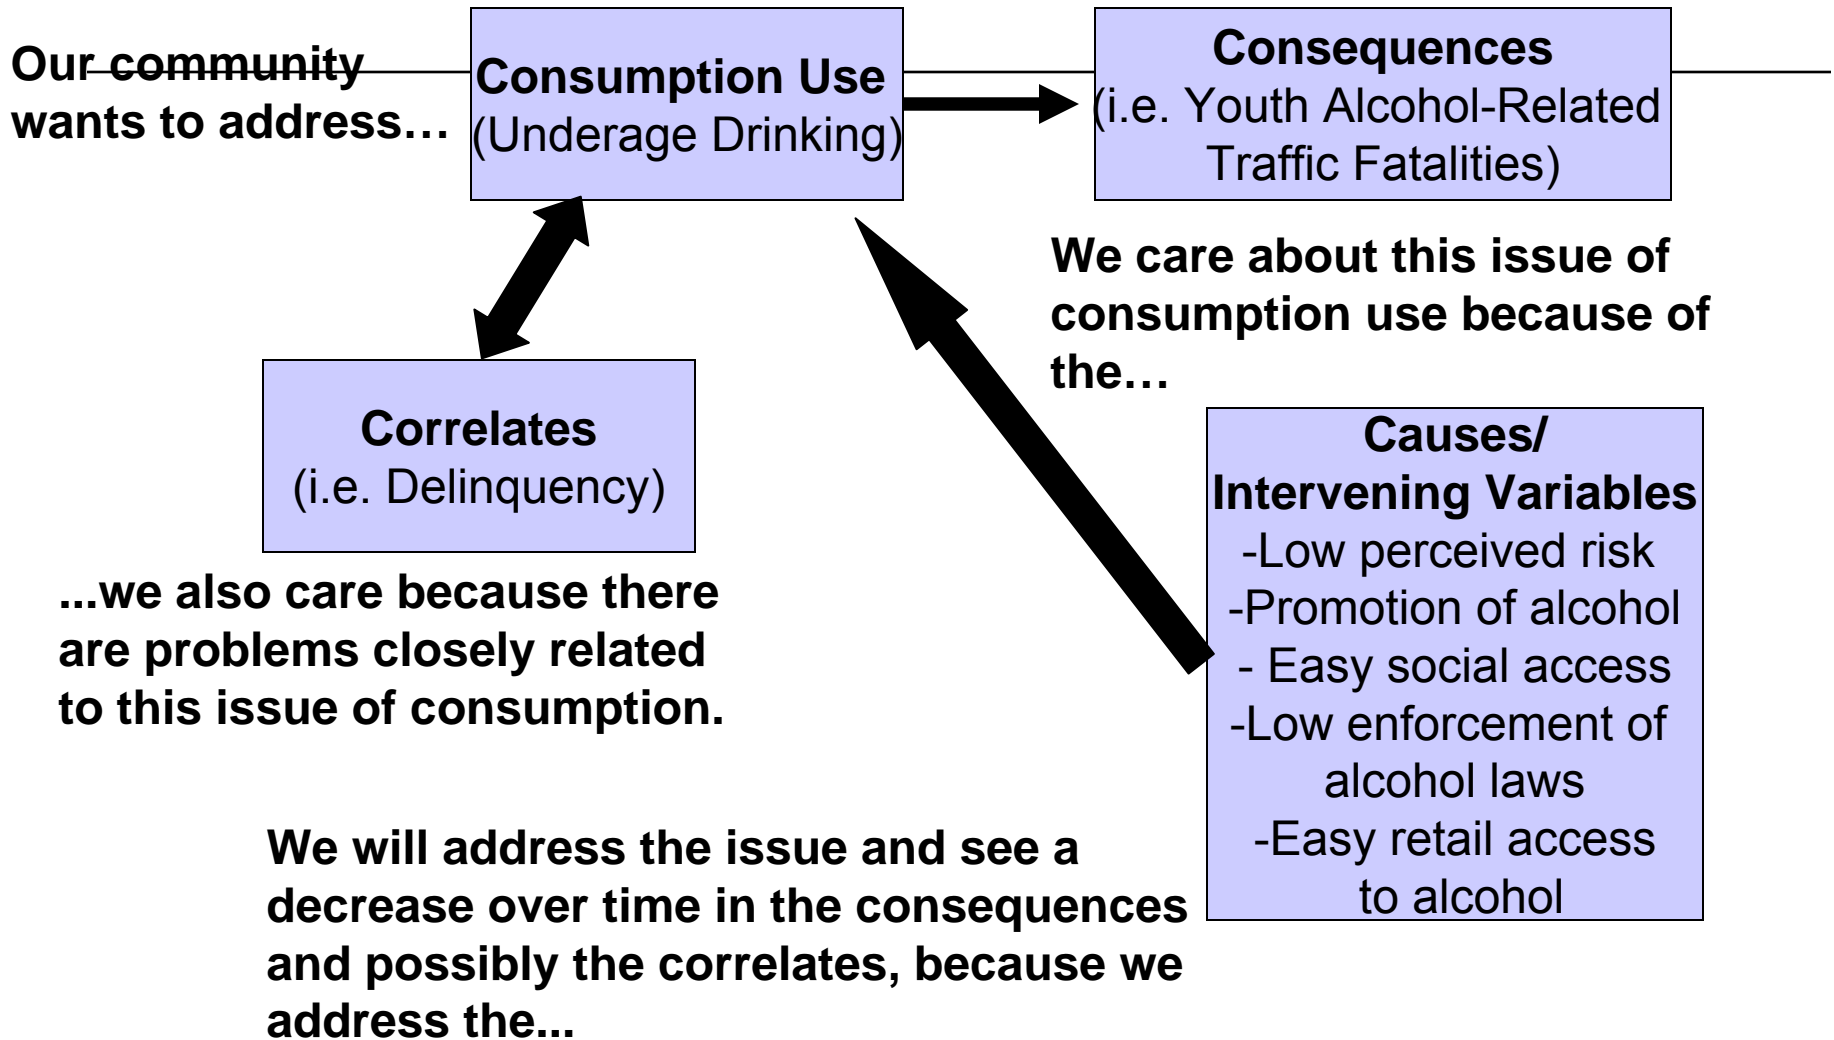 Our community
wants to address…
Consumption Use
(Underage Drinking)
Consequences
(i.e. Youth Alcohol-Related
Traffic Fatalities)
We care about this issue of
consumption use because of
the…
Correlates
(i.e. Delinquency)
...we also care because there
are problems closely related
to this issue of consumption.
Causes/
Intervening Variables
-Low perceived risk
-Promotion of alcohol
- Easy social access
-Low enforcement of
alcohol laws
-Easy retail access
to alcohol
We will address the issue and see a
decrease over time in the consequences
and possibly the correlates, because we
address the...